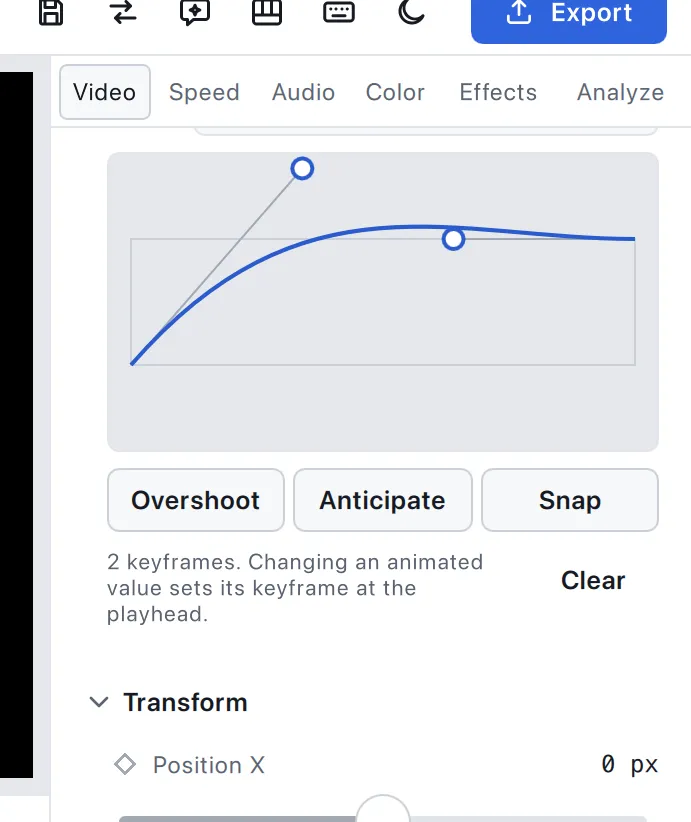 Export
Video Speed Audio Color Effects Analyze
Overshoot Anticipate Snap
2 keyframes. Changing an animated
value sets its keyframe at the
playhead.
Clear
Transform
Position X 0 px